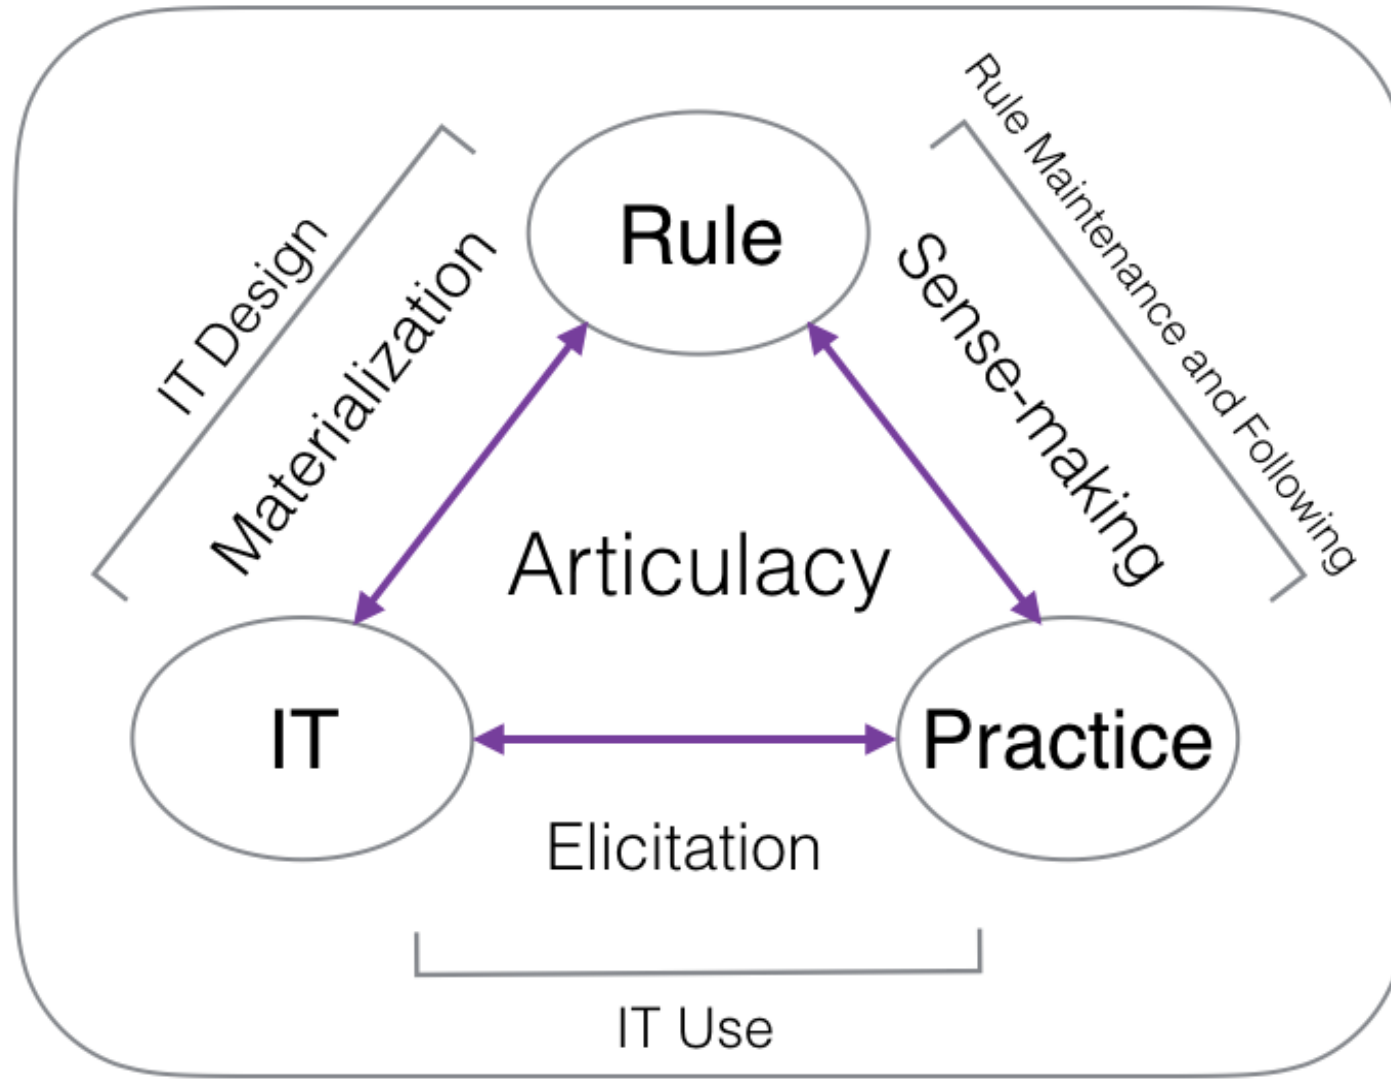 Rule Maintenance and Following
Rule
IT Design
Materialization
Sense-making
Articulacy
IT
Practice
Elicitation
IT Use